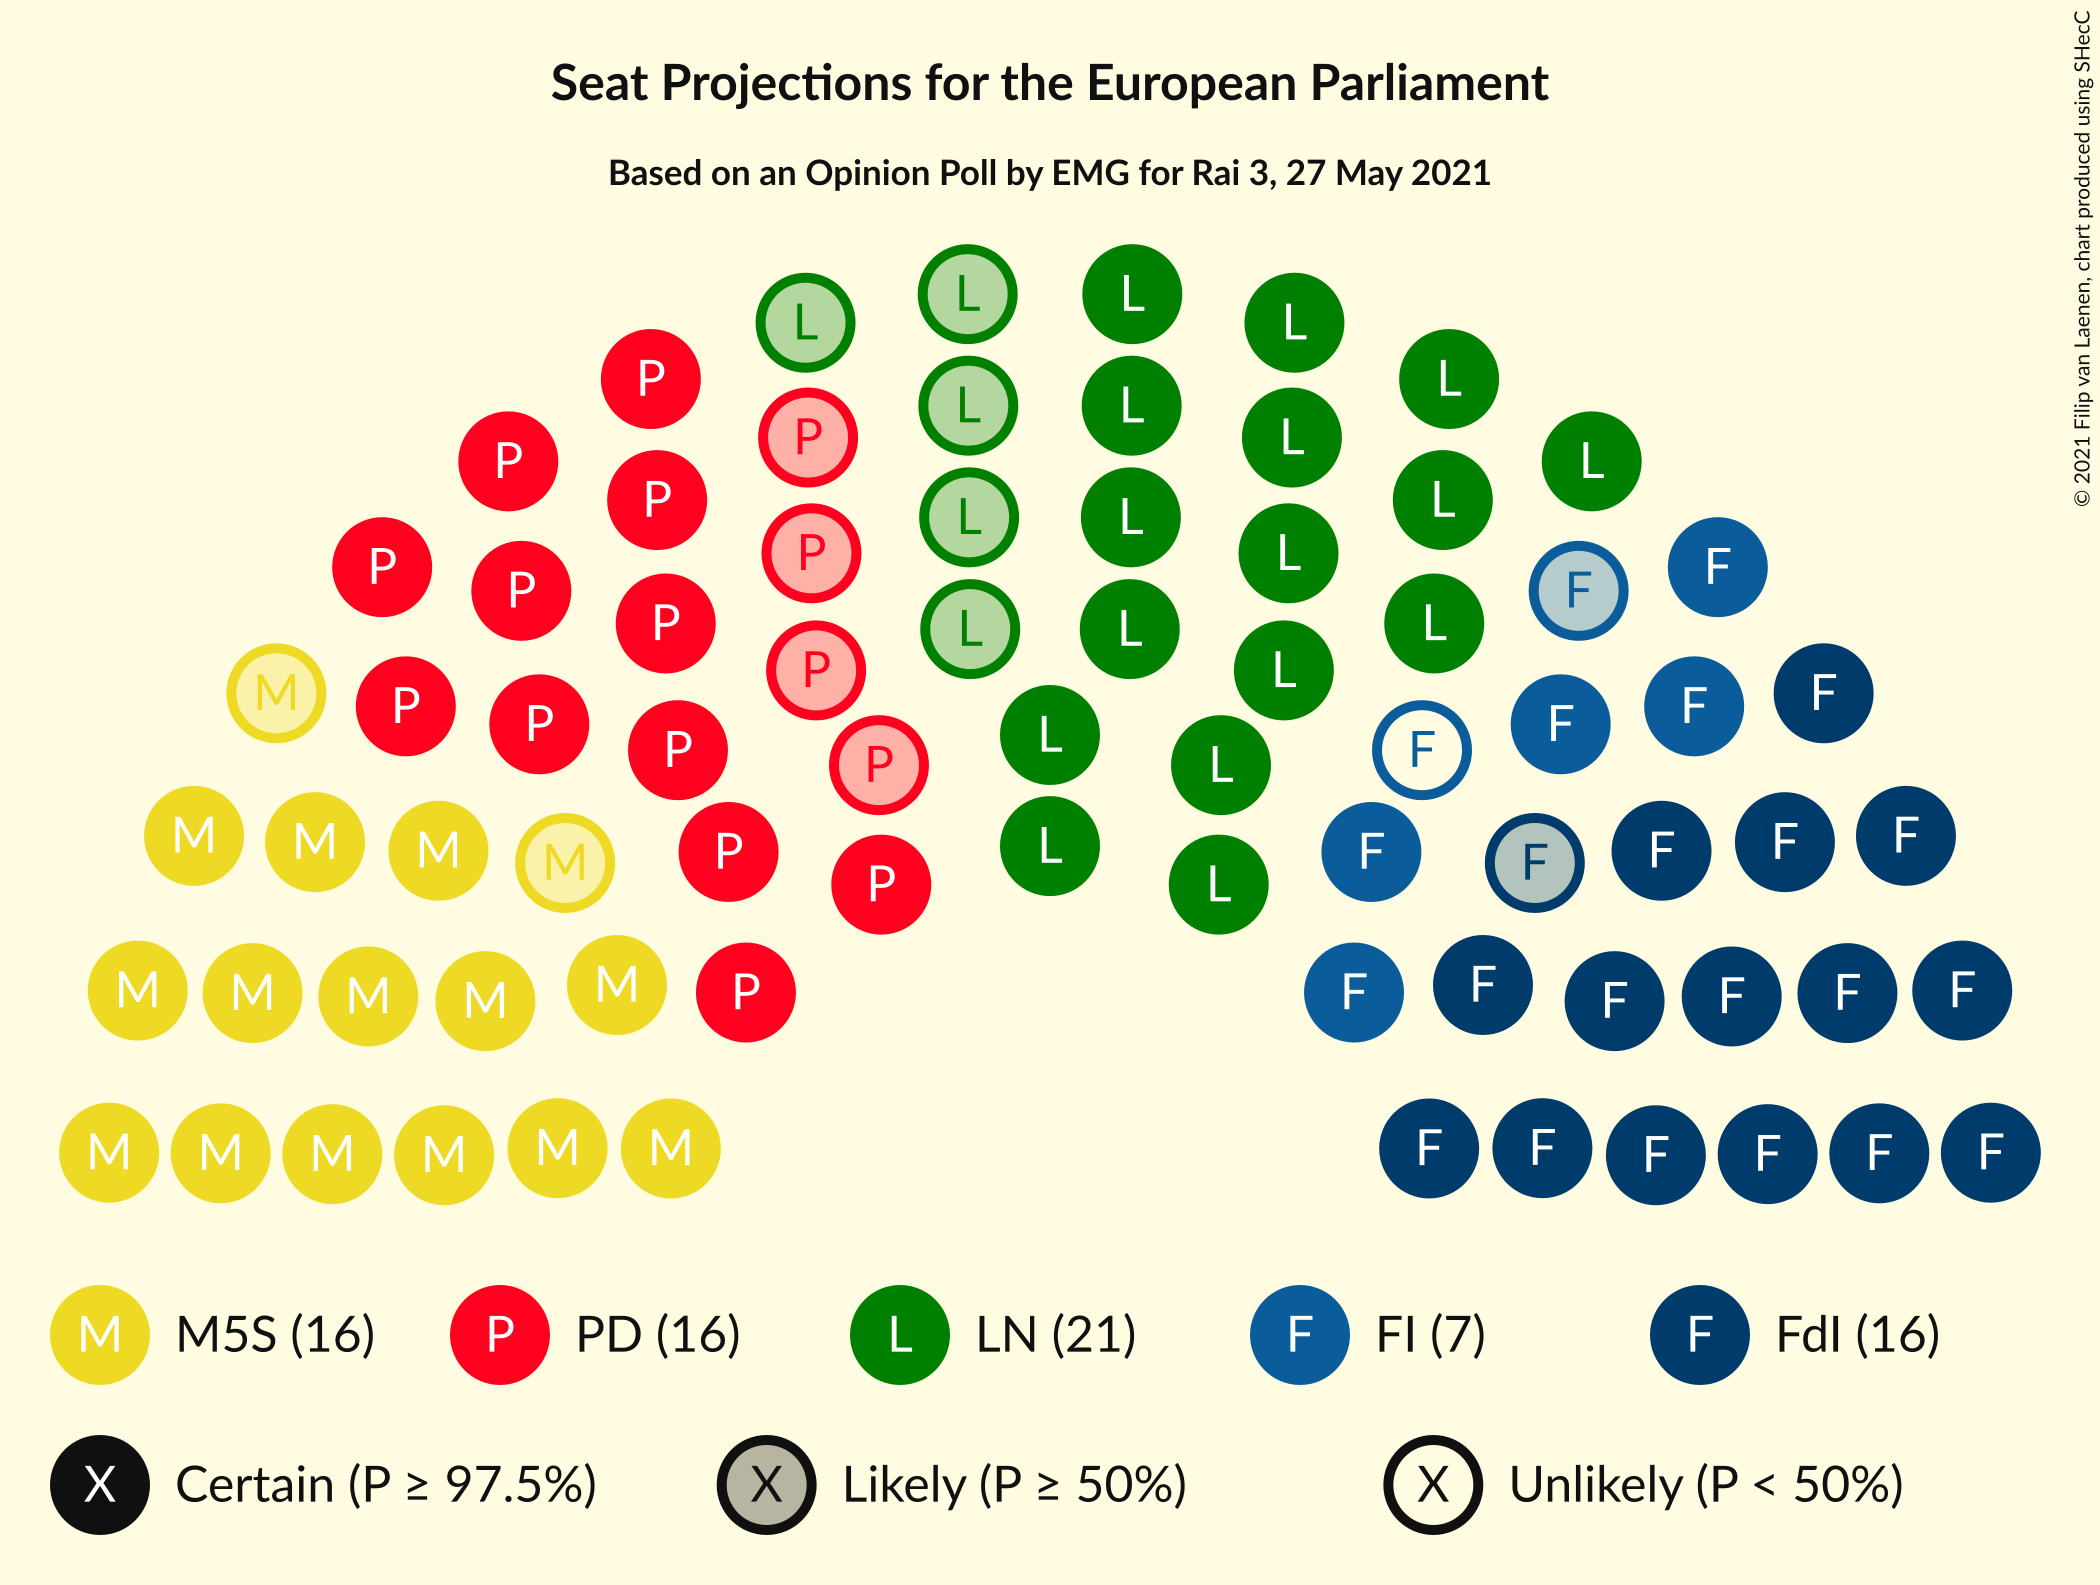 Seat Projections for the European Parliament
Based on an Opinion Poll by EMG for Rai 3, 27 May 2021
© 2021 Filip van Laenen, chart produced using SHecC
L L L L
P L
P L
P L L L L
P L
P L
P F
P L L L L
P F
P L
M P L L P L F
P F
P F
P L F
P P F
M M M M P L F F F F F
P L
M M M M M P F F F F F F
M M M M M M F F F F F F
M M5S (16) P PD (16) L LN (21) F FI (7) F FdI (16)
X Certain (P ≥ 97.5%) X Likely (P ≥ 50%) X Unlikely (P < 50%)